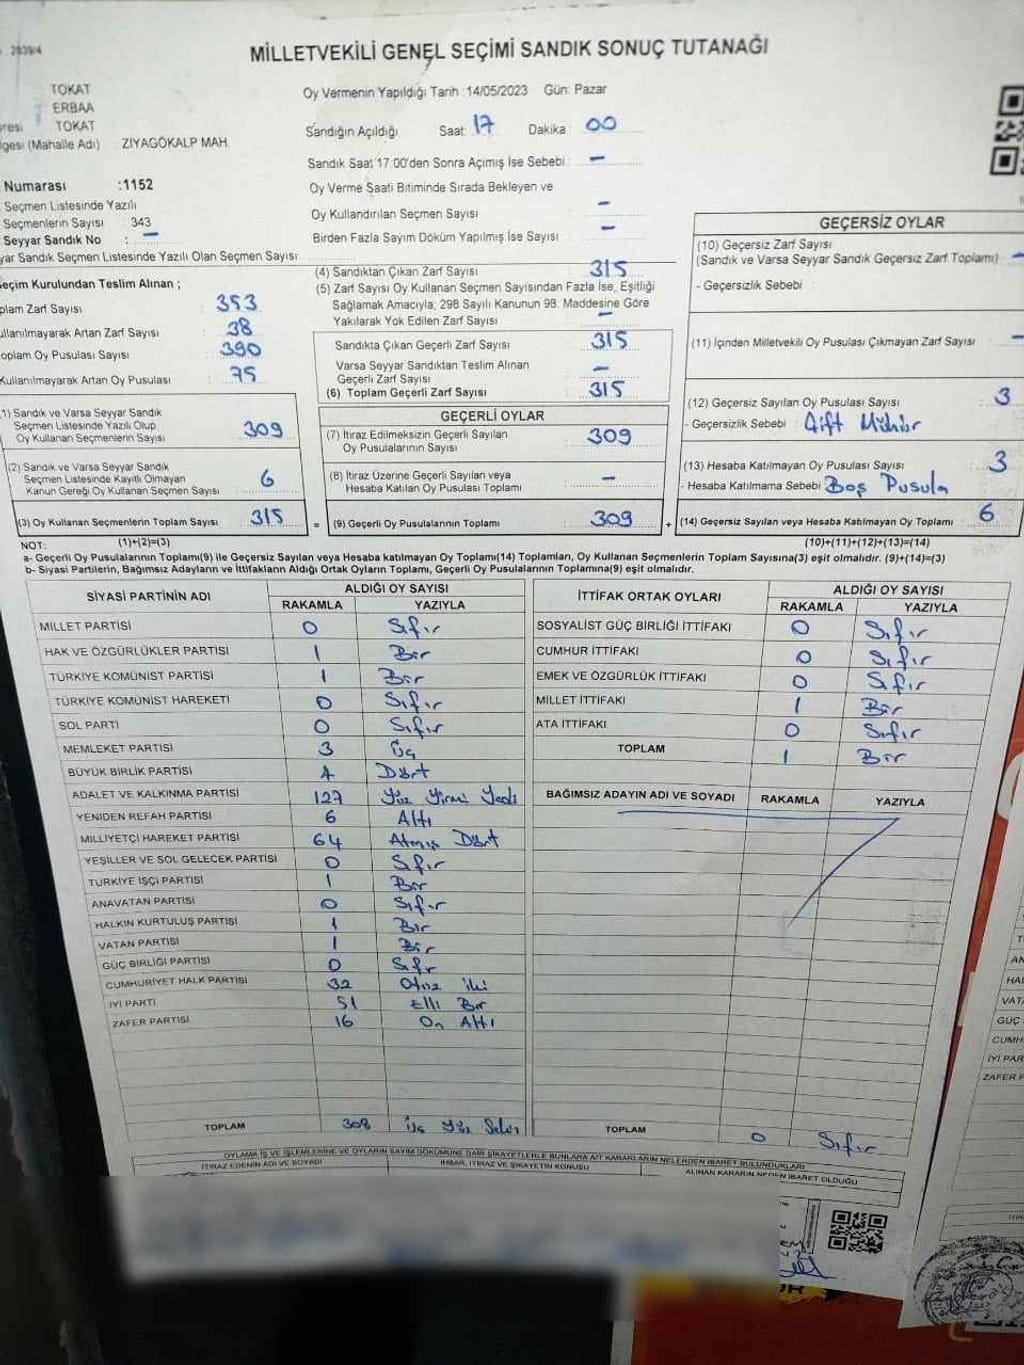 2839/4
MİLLETVEKİLİ GENEL SEÇİMİ SANDIK SONUÇ TUTANAĞI
TOKAT
ERBAA
TOKAT
(Mahalle Adı) ZİYAGÖKALP MAH.
Numarası :1152
Seçmen Listesinde Yazılı
Seçmenlerin Sayısı : 343
Seyyar Sandık No : –
Sandık Seçmen Listesinde Yazılı Olan Seçmen Sayısı
Oy Vermenin Yapıldığı Tarih :14/05/2023 Gün: Pazar
Sandığın Açıldığı Saat: 17 Dakika : 00
Sandık Saat 17:00'den Sonra Açımış İse Sebebi : –
Oy Verme Saati Bitiminde Sırada Bekleyen ve
Oy Kullandırılan Seçmen Sayısı –
Birden Fazla Sayım Döküm Yapılmış İse Sayısı –
Seçim Kurulundan Teslim Alınan ;
Zarf Sayısı : 353
Artan Zarf Sayısı : 38
Toplam Oy Pusulası Sayısı : 390
Kullanılmayarak Artan Oy Pusulası : 75
(1) Sandık ve Varsa Seyyar Sandık
Seçmen Listesinde Yazılı Olup
Oy Kullanan Seçmenlerin Sayısı : 309
(2) Sandık ve Varsa Seyyar Sandık
Seçmen Listesinde Kayıtlı Olmayan
Kanun Gereği Oy Kullanan Seçmen Sayısı : 6
(3) Oy Kullanan Seçmenlerin Toplam Sayısı : 315
(4) Sandıktan Çıkan Zarf Sayısı : 315
(5) Zarf Sayısı Oy Kullanan Seçmen Sayısından Fazla İse, Eşitliği
Sağlamak Amacıyla; 298 Sayılı Kanunun 98. Maddesine Göre
Yakılarak Yok Edilen Zarf Sayısı : –
Sandıkta Çıkan Geçerli Zarf Sayısı : 315
Varsa Seyyar Sandıktan Teslim Alınan
Geçerli Zarf Sayısı : –
(6) Toplam Geçerli Zarf Sayısı : 315
GEÇERLİ OYLAR
(7) İtiraz Edilmeksizin Geçerli Sayılan
Oy Pusulalarının Sayısı : 309
(8) İtiraz Üzerine Geçerli Sayılan veya
Hesaba Katılan Oy Pusulası Toplamı : –
= (9) Geçerli Oy Pusulalarının Toplamı : 309
GEÇERSİZ OYLAR
(10) Geçersiz Zarf Sayısı
(Sandık ve Varsa Seyyar Sandık Geçersiz Zarf Toplamı) : –
- Geçersizlik Sebebi :
(11) İçinden Milletvekili Oy Pusulası Çıkmayan Zarf Sayısı : –
(12) Geçersiz Sayılan Oy Pusulası Sayısı : 3
- Geçersizlik Sebebi : Çift Mühür
(13) Hesaba Katılmayan Oy Pusulası Sayısı : 3
- Hesaba Katılmama Sebebi : Boş Pusula
+ (14) Geçersiz Sayılan veya Hesaba Katılmayan Oy Toplamı : 6
NOT: (1)+(2)=(3) (10)+(11)+(12)+(13)=(14)
a- Geçerli Oy Pusulasının Toplamı(9) ile Geçersiz Sayılan veya Hesaba katılmayan Oy Toplamı(14) Toplamları, Oy Kullanan Seçmenlerin Toplam Sayısına(3) eşit olmalıdır. (9)+(14)=(3)
b- Siyasi Partilerin, Bağımsız Adayların ve İttifakların Aldığı Ortak Oyların Toplamı, Geçerli Oy Pusulalarının Toplamına(9) eşit olmalıdır.
SİYASİ PARTİNİN ADI ALDIĞI OY SAYISI
RAKAMLA YAZIYLA
MİLLET PARTİSİ 0 Sıfır
HAK VE ÖZGÜRLÜKLER PARTİSİ 1 Bir
TÜRKİYE KOMÜNİST PARTİSİ 1 Bir
TÜRKİYE KOMÜNİST HAREKETİ 0 Sıfır
SOL PARTİ 0 Sıfır
MEMLEKET PARTİSİ 3 Üç
BÜYÜK BİRLİK PARTİSİ 4 Dört
ADALET VE KALKINMA PARTİSİ 127 Yüz Yirmi Yedi
YENİDEN REFAH PARTİSİ 6 Altı
MİLLİYETÇİ HAREKET PARTİSİ 64 Atmış Dört
YEŞİLLER VE SOL GELECEK PARTİSİ 0 Sıfır
TÜRKİYE İŞÇİ PARTİSİ 1 Bir
ANAVATAN PARTİSİ 0 Sıfır
HALKIN KURTULUŞ PARTİSİ 1 Bir
VATAN PARTİSİ 1 Bir
GÜÇ BİRLİĞİ PARTİSİ 0 Sıfır
CUMHURİYET HALK PARTİSİ 32 Otuz iki
İYİ PARTİ 51 Elli Bir
ZAFER PARTİSİ 16 On Altı
TOPLAM 308 Üç Yüz Sekiz
İTTİFAK ORTAK OYLARI ALDIĞI OY SAYISI
RAKAMLA YAZIYLA
SOSYALİST GÜÇ BİRLİĞİ İTTİFAKI 0 Sıfır
CUMHUR İTTİFAKI 0 Sıfır
EMEK VE ÖZGÜRLÜK İTTİFAKI 0 Sıfır
MİLLET İTTİFAKI 1 Bir
ATA İTTİFAKI 0 Sıfır
TOPLAM 1 Bir
BAĞIMSIZ ADAYIN ADI VE SOYADI RAKAMLA YAZIYLA
TOPLAM 0 Sıfır
OYLAMA İŞ VE İŞLEMLERİNE VE OYLARIN SAYIM DÖKÜMÜNE DAİR ŞİKAYETLERLE BUNLARA AİT KARARLARIN NELERDEN İBARET BULUNDUKLARI
İTİRAZ EDENİN ADI VE SOYADI İHBAR, İTİRAZ VE ŞİKAYETİN KONUSU ALINAN KARARIN NEDEN İBARET OLDUĞU
VATA
GÜÇ
CUMH
İYİ PAR
ZAFER P